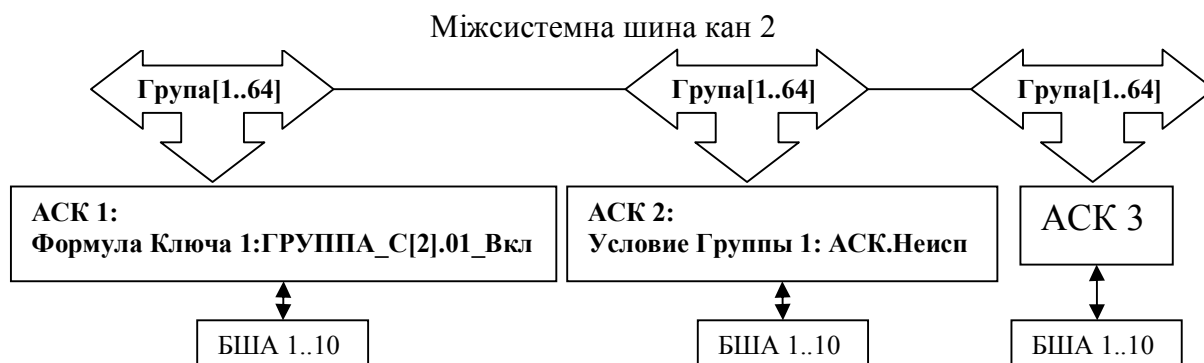 Міжсистемна шина кан 2
Група[1..64]
Група[1..64]
Група[1..64]
АСК 1:
Формула Ключа 1:ГРУППА_С[2].01_Вкл
АСК 2:
Условие Группы 1: АСК.Неисп
АСК 3
БША 1..10
БША 1..10
БША 1..10